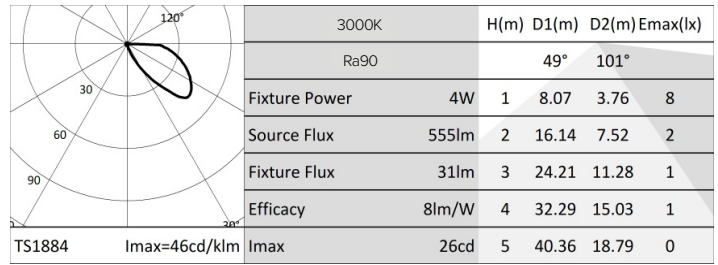 120°
30
60
90
0
30°
TS1884 Imax=46cd/klm
3000K
Ra90
Fixture Power 4W
Source Flux 555lm
Fixture Flux 31lm
Efficacy 8lm/W
Imax 26cd
H(m) D1(m) D2(m) Emax(lx)
49° 101°
1 8.07 3.76 8
2 16.14 7.52 2
3 24.21 11.28 1
4 32.29 15.03 1
5 40.36 18.79 0